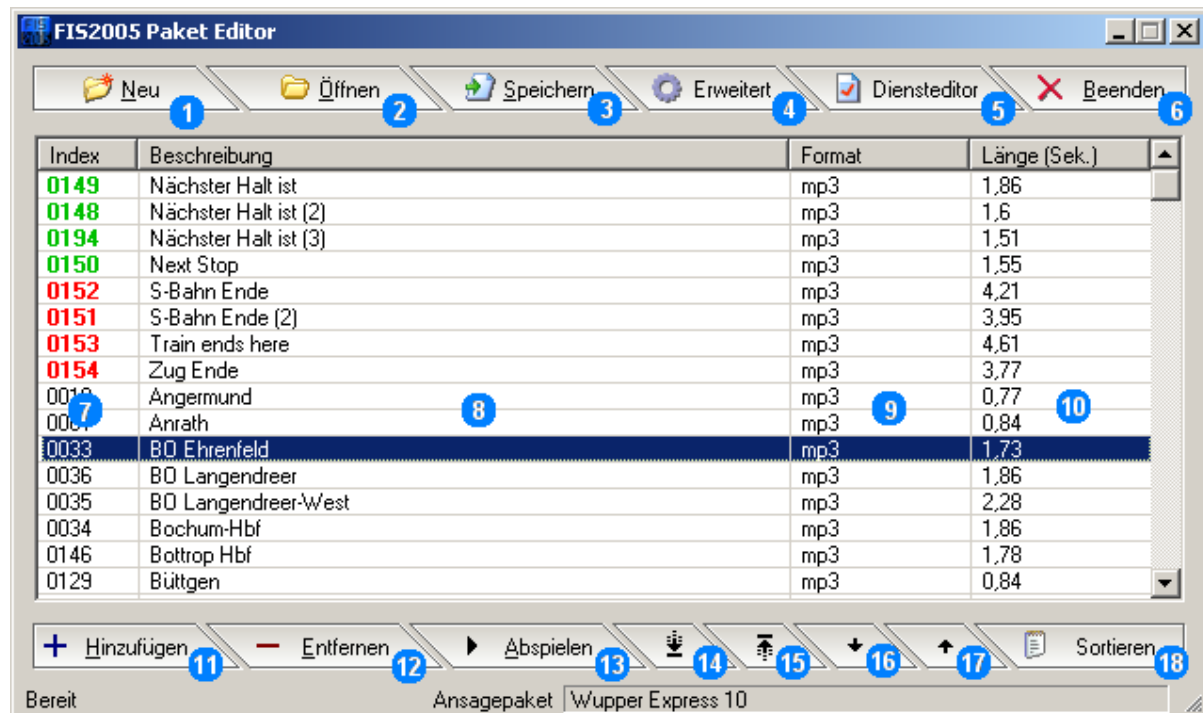 FIS2005 Paket Editor
Neu 1 Öffnen 2 Speichern 3 Erweitert 4 Diensteditor 5 Beenden 6
Index Beschreibung Format Länge (Sek.)
0149 Nächster Halt ist mp3 1,86
0148 Nächster Halt ist (2) mp3 1,6
0194 Nächster Halt ist (3) mp3 1,51
0150 Next Stop mp3 1,55
0152 S-Bahn Ende mp3 4,21
0151 S-Bahn Ende (2) mp3 3,95
0153 Train ends here mp3 4,61
0154 Zug Ende mp3 3,77
Angermund mp3 0,77
7 8 9 10
Anrath mp3 0,84
0033 BO Ehrenfeld mp3 1,73
0036 BO Langendreer mp3 1,86
0035 BO Langendreer-West mp3 2,28
0034 Bochum-Hbf mp3 1,86
0146 Bottrop Hbf mp3 1,78
0129 Büttgen mp3 0,84
Hinzufügen 11 Entfernen 12 Abspielen 13 14 15 16 17 Sortieren 18
Bereit Ansagepaket Wupper Express 10